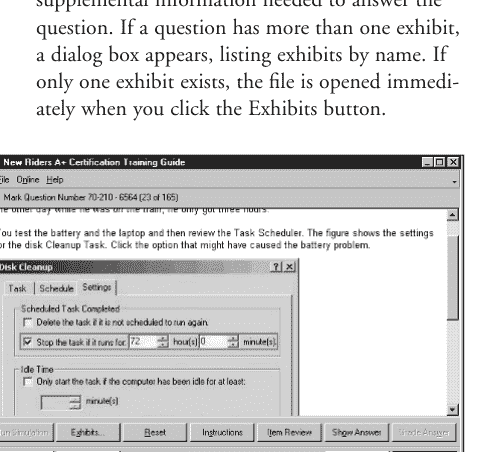 supplemental information needed to answer the
question. If a question has more than one exhibit,
a dialog box appears, listing exhibits by name. If
only one exhibit exists, the file is opened immedi-
ately when you click the Exhibits button.
New Riders A+ Certification Training Guide
File Online Help
Mark Question Number 70-210 - 6564 (23 of 165)
the other day while he was on the train, he only got three hours.
You test the battery and the laptop and then review the Task Scheduler. The figure shows the settings
for the disk Cleanup Task. Click the option that might have caused the battery problem.
Disk Cleanup
Task Schedule Settings
Scheduled Task Completed
Delete the task if it is not scheduled to run again.
Stop the task if it runs for: 72 hour(s) 0 minute(s).
Idle Time
Only start the task if the computer has been idle for at least:
minute(s)
Run Simulation Exhibits... Reset Instructions Item Review Show Answer Grade Answer